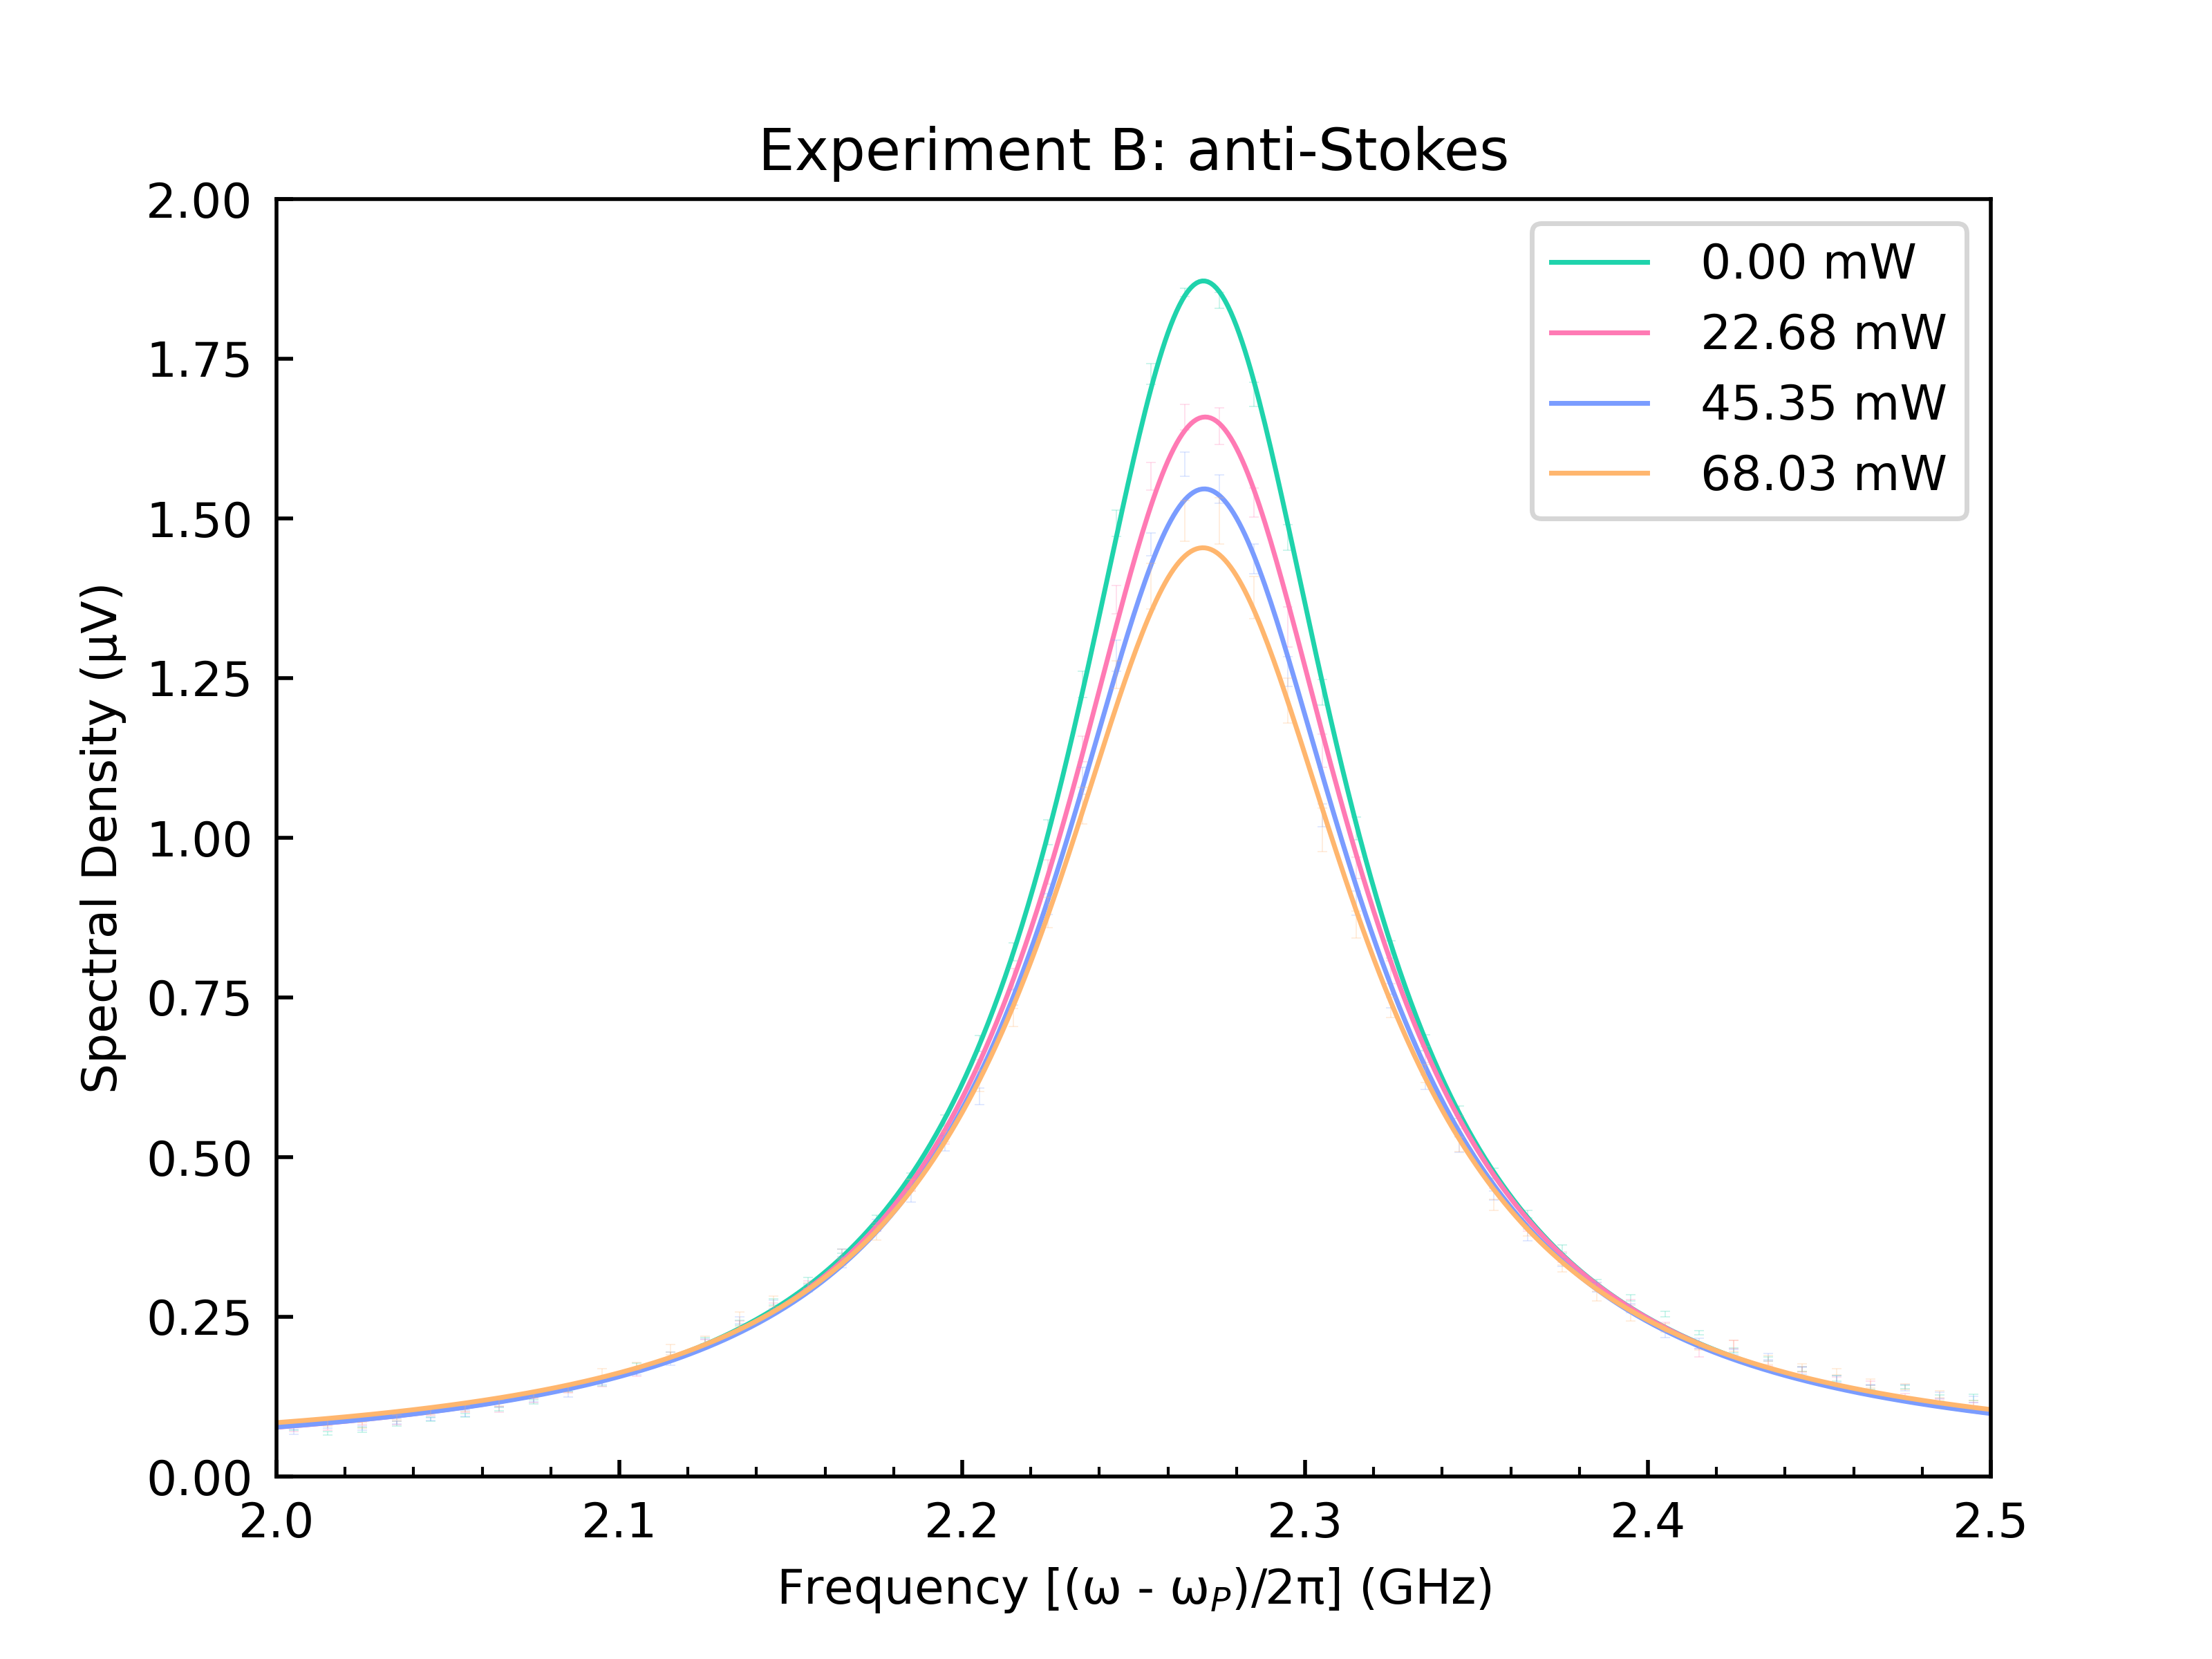 Experiment B: anti-Stokes
2.00
1.75
1.50
1.25
1.00
0.75
0.50
0.25
0.00
Spectral Density (µV)
0.00 mW
22.68 mW
45.35 mW
68.03 mW
2.0 2.1 2.2 2.3 2.4 2.5
Frequency [(ω - ω_P)/2π] (GHz)